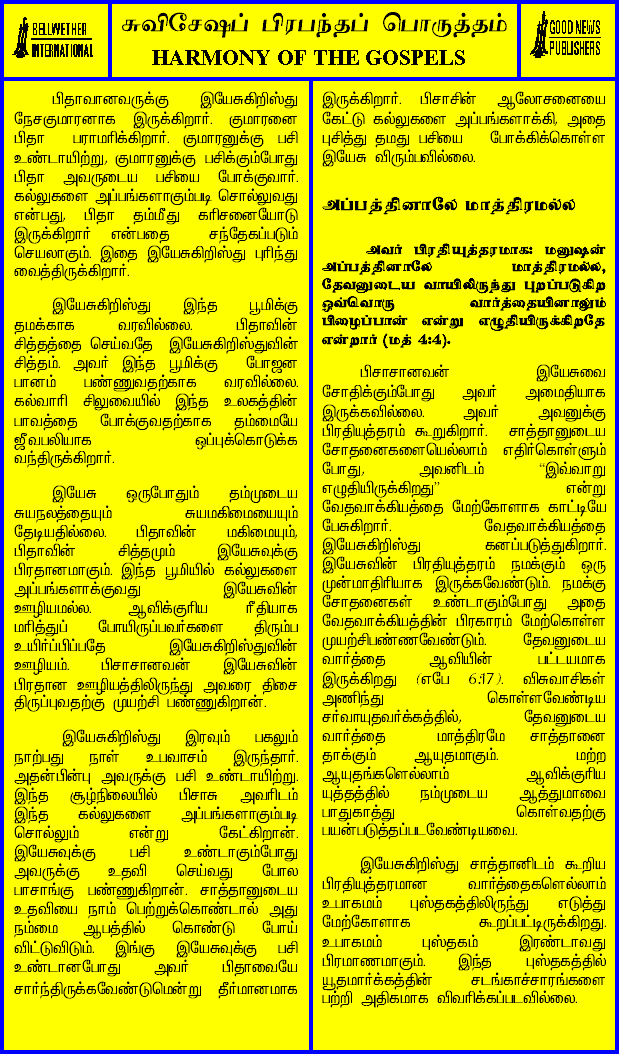 BELLWETHER
INTERNATIONAL
சுவிசேஷப் பிரபந்தப் பொருத்தம்
HARMONY OF THE GOSPELS
GOOD NEWS
PUBLISHERS
பிதாவானவருக்கு இயேசுகிறிஸ்து
நேசகுமாரனாக இருக்கிறார். குமாரனை
பிதா பராமரிக்கிறார். குமாரனுக்கு பசி
உண்டாயிற்று, குமாரனுக்கு பசிக்கும்போது
பிதா அவருடைய பசியை போக்குவார்.
கல்லுகளை அப்பங்களாகும்படி சொல்லுவது
என்பது, பிதா தம்மீது கரிசனையோடு
இருக்கிறார் என்பதை சந்தேகப்படும்
செயலாகும். இதை இயேசுகிறிஸ்து புரிந்து
வைத்திருக்கிறார்.
இயேசுகிறிஸ்து இந்த பூமிக்கு
தமக்காக வரவில்லை. பிதாவின்
சித்தத்தை செய்வதே இயேசுகிறிஸ்துவின்
சித்தம். அவர் இந்த பூமிக்கு போஜன
பானம் பண்ணுவதற்காக வரவில்லை.
கல்வாரி சிலுவையில் இந்த உலகத்தின்
பாவத்தை போக்குவதற்காக தம்மையே
ஜீவபலியாக ஒப்புக்கொடுக்க
வந்திருக்கிறார்.
இயேசு ஒருபோதும் தம்முடைய
சுயநலத்தையும் சுயமகிமையையும்
தேடியதில்லை. பிதாவின் மகிமையும்,
பிதாவின் சித்தமும் இயேசுவுக்கு
பிரதானமாகும். இந்த பூமியில் கல்லுகளை
அப்பங்களாக்குவது இயேசுவின்
ஊழியமல்ல. ஆவிக்குரிய ரீதியாக
மரித்துப் போயிருப்பவர்களை திரும்ப
உயிர்ப்பிப்பதே இயேசுகிறிஸ்துவின்
ஊழியம். பிசாசானவன் இயேசுவின்
பிரதான ஊழியத்திலிருந்து அவரை திசை
திருப்புவதற்கு முயற்சி பண்ணுகிறான்.
இயேசுகிறிஸ்து இரவும் பகலும்
நாற்பது நாள் உபவாசம் இருந்தார்.
அதன்பின்பு அவருக்கு பசி உண்டாயிற்று.
இந்த சூழ்நிலையில் பிசாசு அவரிடம்
இந்த கல்லுகளை அப்பங்களாகும்படி
சொல்லும் என்று கேட்கிறான்.
இயேசுவுக்கு பசி உண்டாகும்போது
அவருக்கு உதவி செய்வது போல
பாசாங்கு பண்ணுகிறான். சாத்தானுடைய
உதவியை நாம் பெற்றுக்கொண்டால் அது
நம்மை ஆபத்தில் கொண்டு போய்
விட்டுவிடும். இங்கு இயேசுவுக்கு பசி
உண்டானபோது அவர் பிதாவையே
சார்ந்திருக்கவேண்டுமென்று தீர்மானமாக
இருக்கிறார். பிசாசின் ஆலோசனையை
கேட்டு கல்லுகளை அப்பங்களாக்கி, அதை
புசித்து தமது பசியை போக்கிக்கொள்ள
இயேசு விரும்பவில்லை.
அப்பத்தினாலே மாத்திரமல்ல
அவர் பிரதியுத்தரமாக: மனுஷன்
அப்பத்தினாலே மாத்திரமல்ல,
தேவனுடைய வாயிலிருந்து புறப்படுகிற
ஒவ்வொரு வார்த்தையினாலும்
பிழைப்பான் என்று எழுதியிருக்கிறதே
என்றார் (மத் 4:4).
பிசாசானவன் இயேசுவை
சோதிக்கும்போது அவர் அமைதியாக
இருக்கவில்லை. அவர் அவனுக்கு
பிரதியுத்தரம் கூறுகிறார். சாத்தானுடைய
சோதனைகளையெல்லாம் எதிர்கொள்ளும்
போது, அவனிடம் “இவ்வாறு
எழுதியிருக்கிறது” என்று
வேதவாக்கியத்தை மேற்கோளாக காட்டியே
பேசுகிறார். வேதவாக்கியத்தை
இயேசுகிறிஸ்து கனப்படுத்துகிறார்.
இயேசுவின் பிரதியுத்தரம் நமக்கும் ஒரு
முன்மாதிரியாக இருக்கவேண்டும். நமக்கு
சோதனைகள் உண்டாகும்போது அதை
வேதவாக்கியத்தின் பிரகாரம் மேற்கொள்ள
முயற்சிபண்ணவேண்டும். தேவனுடைய
வார்த்தை ஆவியின் பட்டயமாக
இருக்கிறது (எபே 6:17). விசுவாசிகள்
அணிந்து கொள்ளவேண்டிய
சர்வாயுதவர்க்கத்தில், தேவனுடைய
வார்த்தை மாத்திரமே சாத்தானை
தாக்கும் ஆயுதமாகும். மற்ற
ஆயுதங்களெல்லாம் ஆவிக்குரிய
யுத்தத்தில் நம்முடைய ஆத்துமாவை
பாதுகாத்து கொள்வதற்கு
பயன்படுத்தப்படவேண்டியவை.
இயேசுகிறிஸ்து சாத்தானிடம் கூறிய
பிரதியுத்தரமான வார்த்தைகளெல்லாம்
உபாகமம் புஸ்தகத்திலிருந்து எடுத்து
மேற்கோளாக கூறப்பட்டிருக்கிறது.
உபாகமம் புஸ்தகம் இரண்டாவது
பிரமாணமாகும். இந்த புஸ்தகத்தில்
யூதமார்க்கத்தின் சடங்காச்சாரங்களை
பற்றி அதிகமாக விவரிக்கப்படவில்லை.